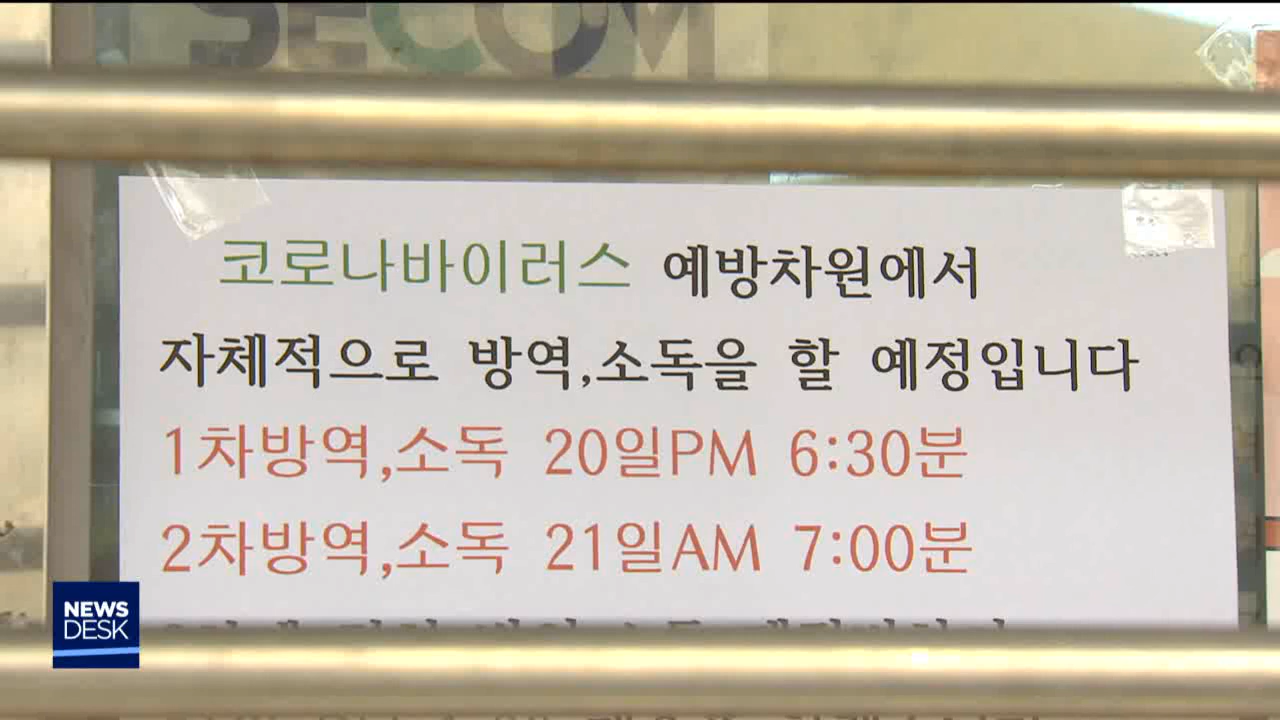 SECOM
코로나바이러스 예방차원에서
자체적으로 방역,소독을 할 예정입니다
1차방역,소독 20일PM 6:30분
2차방역,소독 21일AM 7:00분
NEWS
DESK